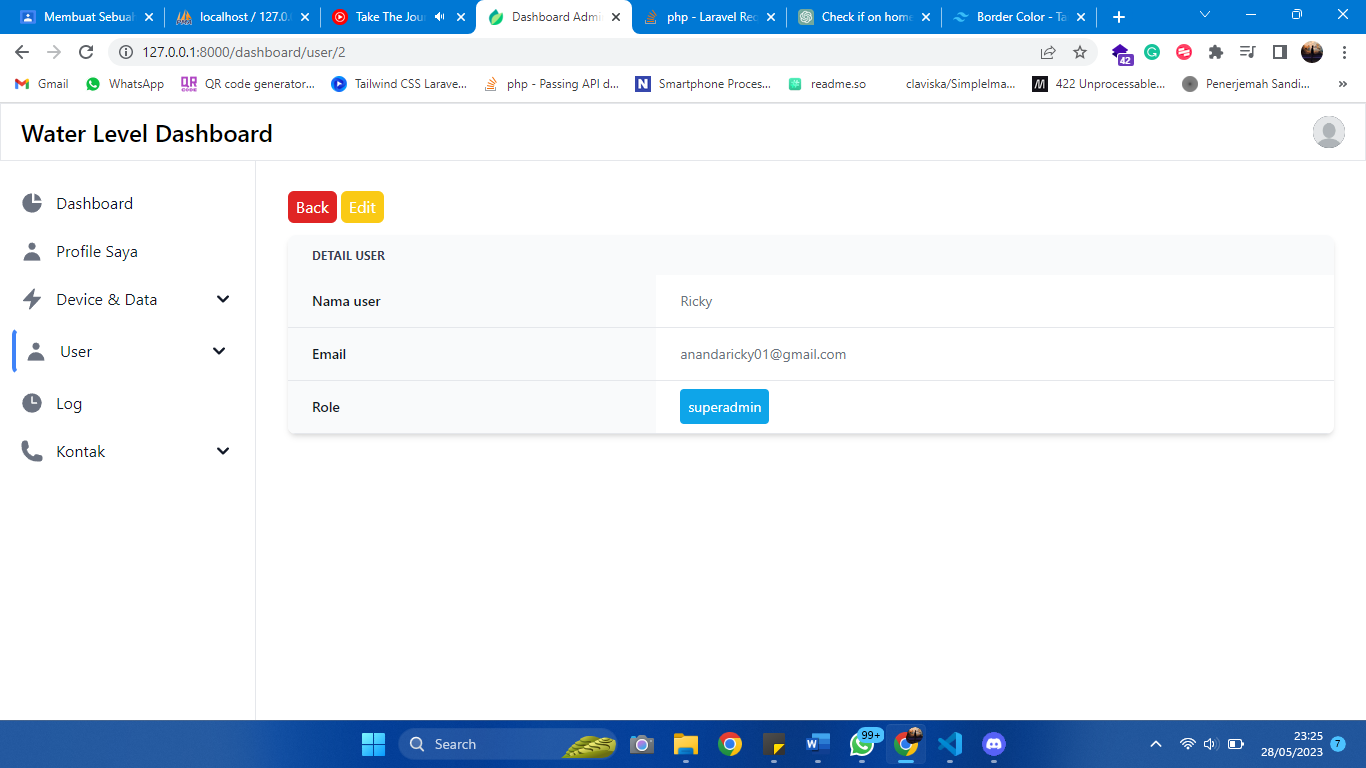 Membuat Sebuah
localhost / 127.0.
Take The Jou
Dashboard Admi
php - Laravel Rec
Check if on home
Border Color - Ta
127.0.0.1:8000/dashboard/user/2
42
Gmail
WhatsApp
QR code generator...
Tailwind CSS Larave...
php - Passing API d...
Smartphone Proces...
readme.so
claviska/SimpleIma...
422 Unprocessable...
Penerjemah Sandi...
Water Level Dashboard
Dashboard
Profile Saya
Device & Data
User
Log
Kontak
Back Edit
DETAIL USER
Nama user Ricky
Email anandaricky01@gmail.com
Role superadmin
Search
99+
23:25
28/05/2023
7